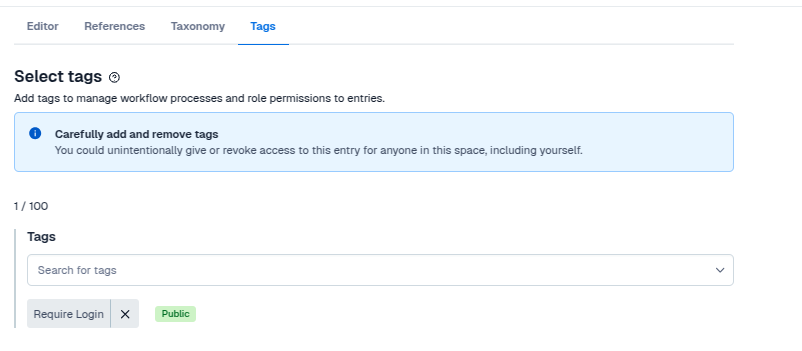 Editor References Taxonomy Tags
Select tags
Add tags to manage workflow processes and role permissions to entries.
Carefully add and remove tags
You could unintentionally give or revoke access to this entry for anyone in this space, including yourself.
1 / 100
Tags
Search for tags
Require Login Public